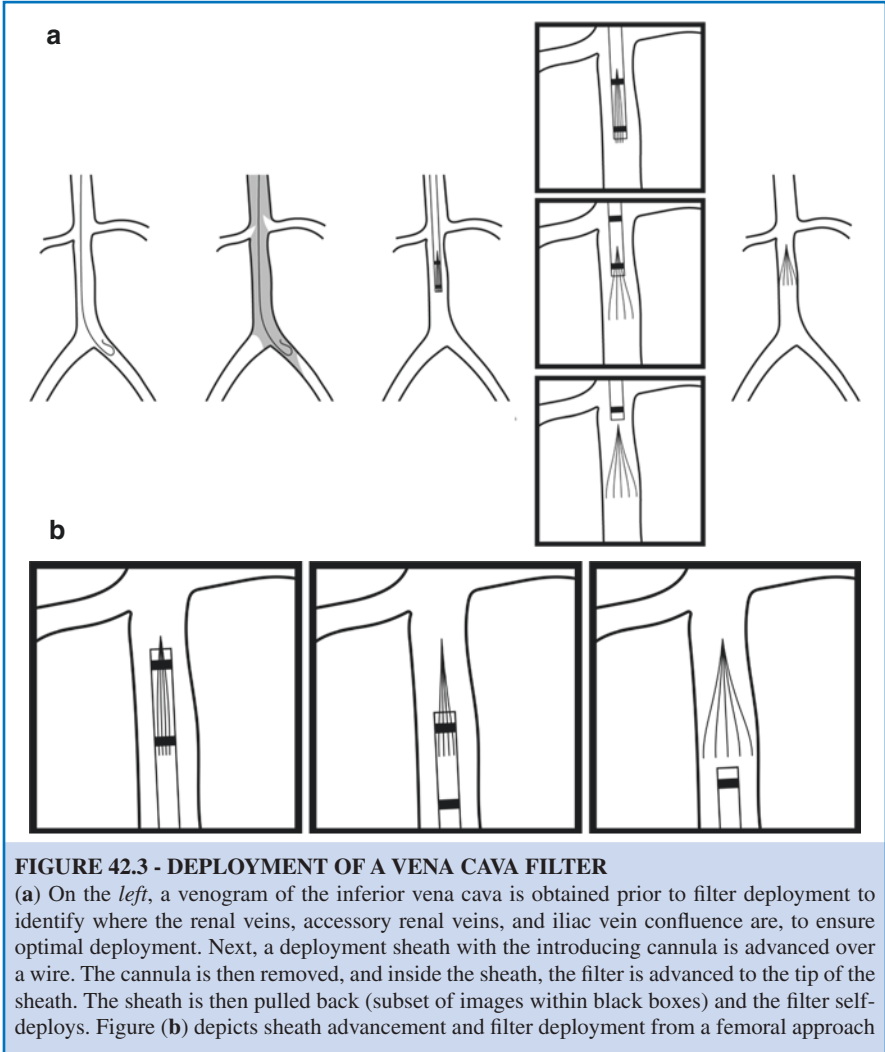 a
b
FIGURE 42.3 - DEPLOYMENT OF A VENA CAVA FILTER
(a) On the left, a venogram of the inferior vena cava is obtained prior to filter deployment to
identify where the renal veins, accessory renal veins, and iliac vein confluence are, to ensure
optimal deployment. Next, a deployment sheath with the introducing cannula is advanced over
a wire. The cannula is then removed, and inside the sheath, the filter is advanced to the tip of the
sheath. The sheath is then pulled back (subset of images within black boxes) and the filter self-
deploys. Figure (b) depicts sheath advancement and filter deployment from a femoral approach